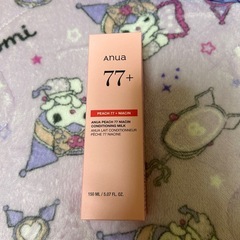 anua
77+
PEACH 77 + NIACIN
ANUA PEACH 77 NIACIN
CONDITIONING MILK
ANUA LAIT CONDITIONNEUR
PÊCHE 77 NIACINE
150 ML / 5.07 FL. OZ.